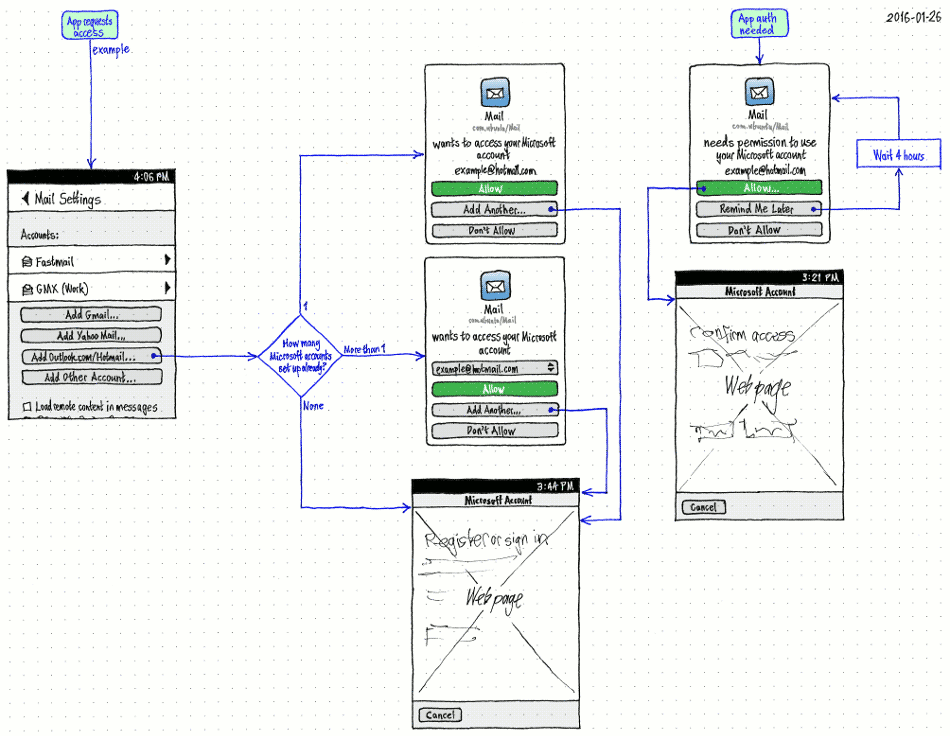 App requests
access
example
4:06 PM
Mail Settings
Accounts:
Fastmail
GMX (Work)
Add Gmail...
Add Yahoo Mail...
Add Outlook.com/Hotmail...
Add Other Account...
Load remote content in messages
How many
Microsoft accounts
set up already?
1
More than 1
None
Mail
com.ubuntu/Mail
wants to access your Microsoft
account
example@hotmail.com
Allow
Add Another...
Don't Allow
Mail
com.ubuntu/Mail
wants to access your Microsoft
account
example@hotmail.com
Allow
Add Another...
Don't Allow
3:44 PM
Microsoft Account
Register or sign in
Web page
Cancel
App auth
needed
2016-01-26
Mail
com.ubuntu/Mail
needs permission to use
your Microsoft account
example@hotmail.com
Allow...
Remind Me Later
Don't Allow
Wait 4 hours
3:21 PM
Microsoft Account
Confirm access
Web page
Cancel